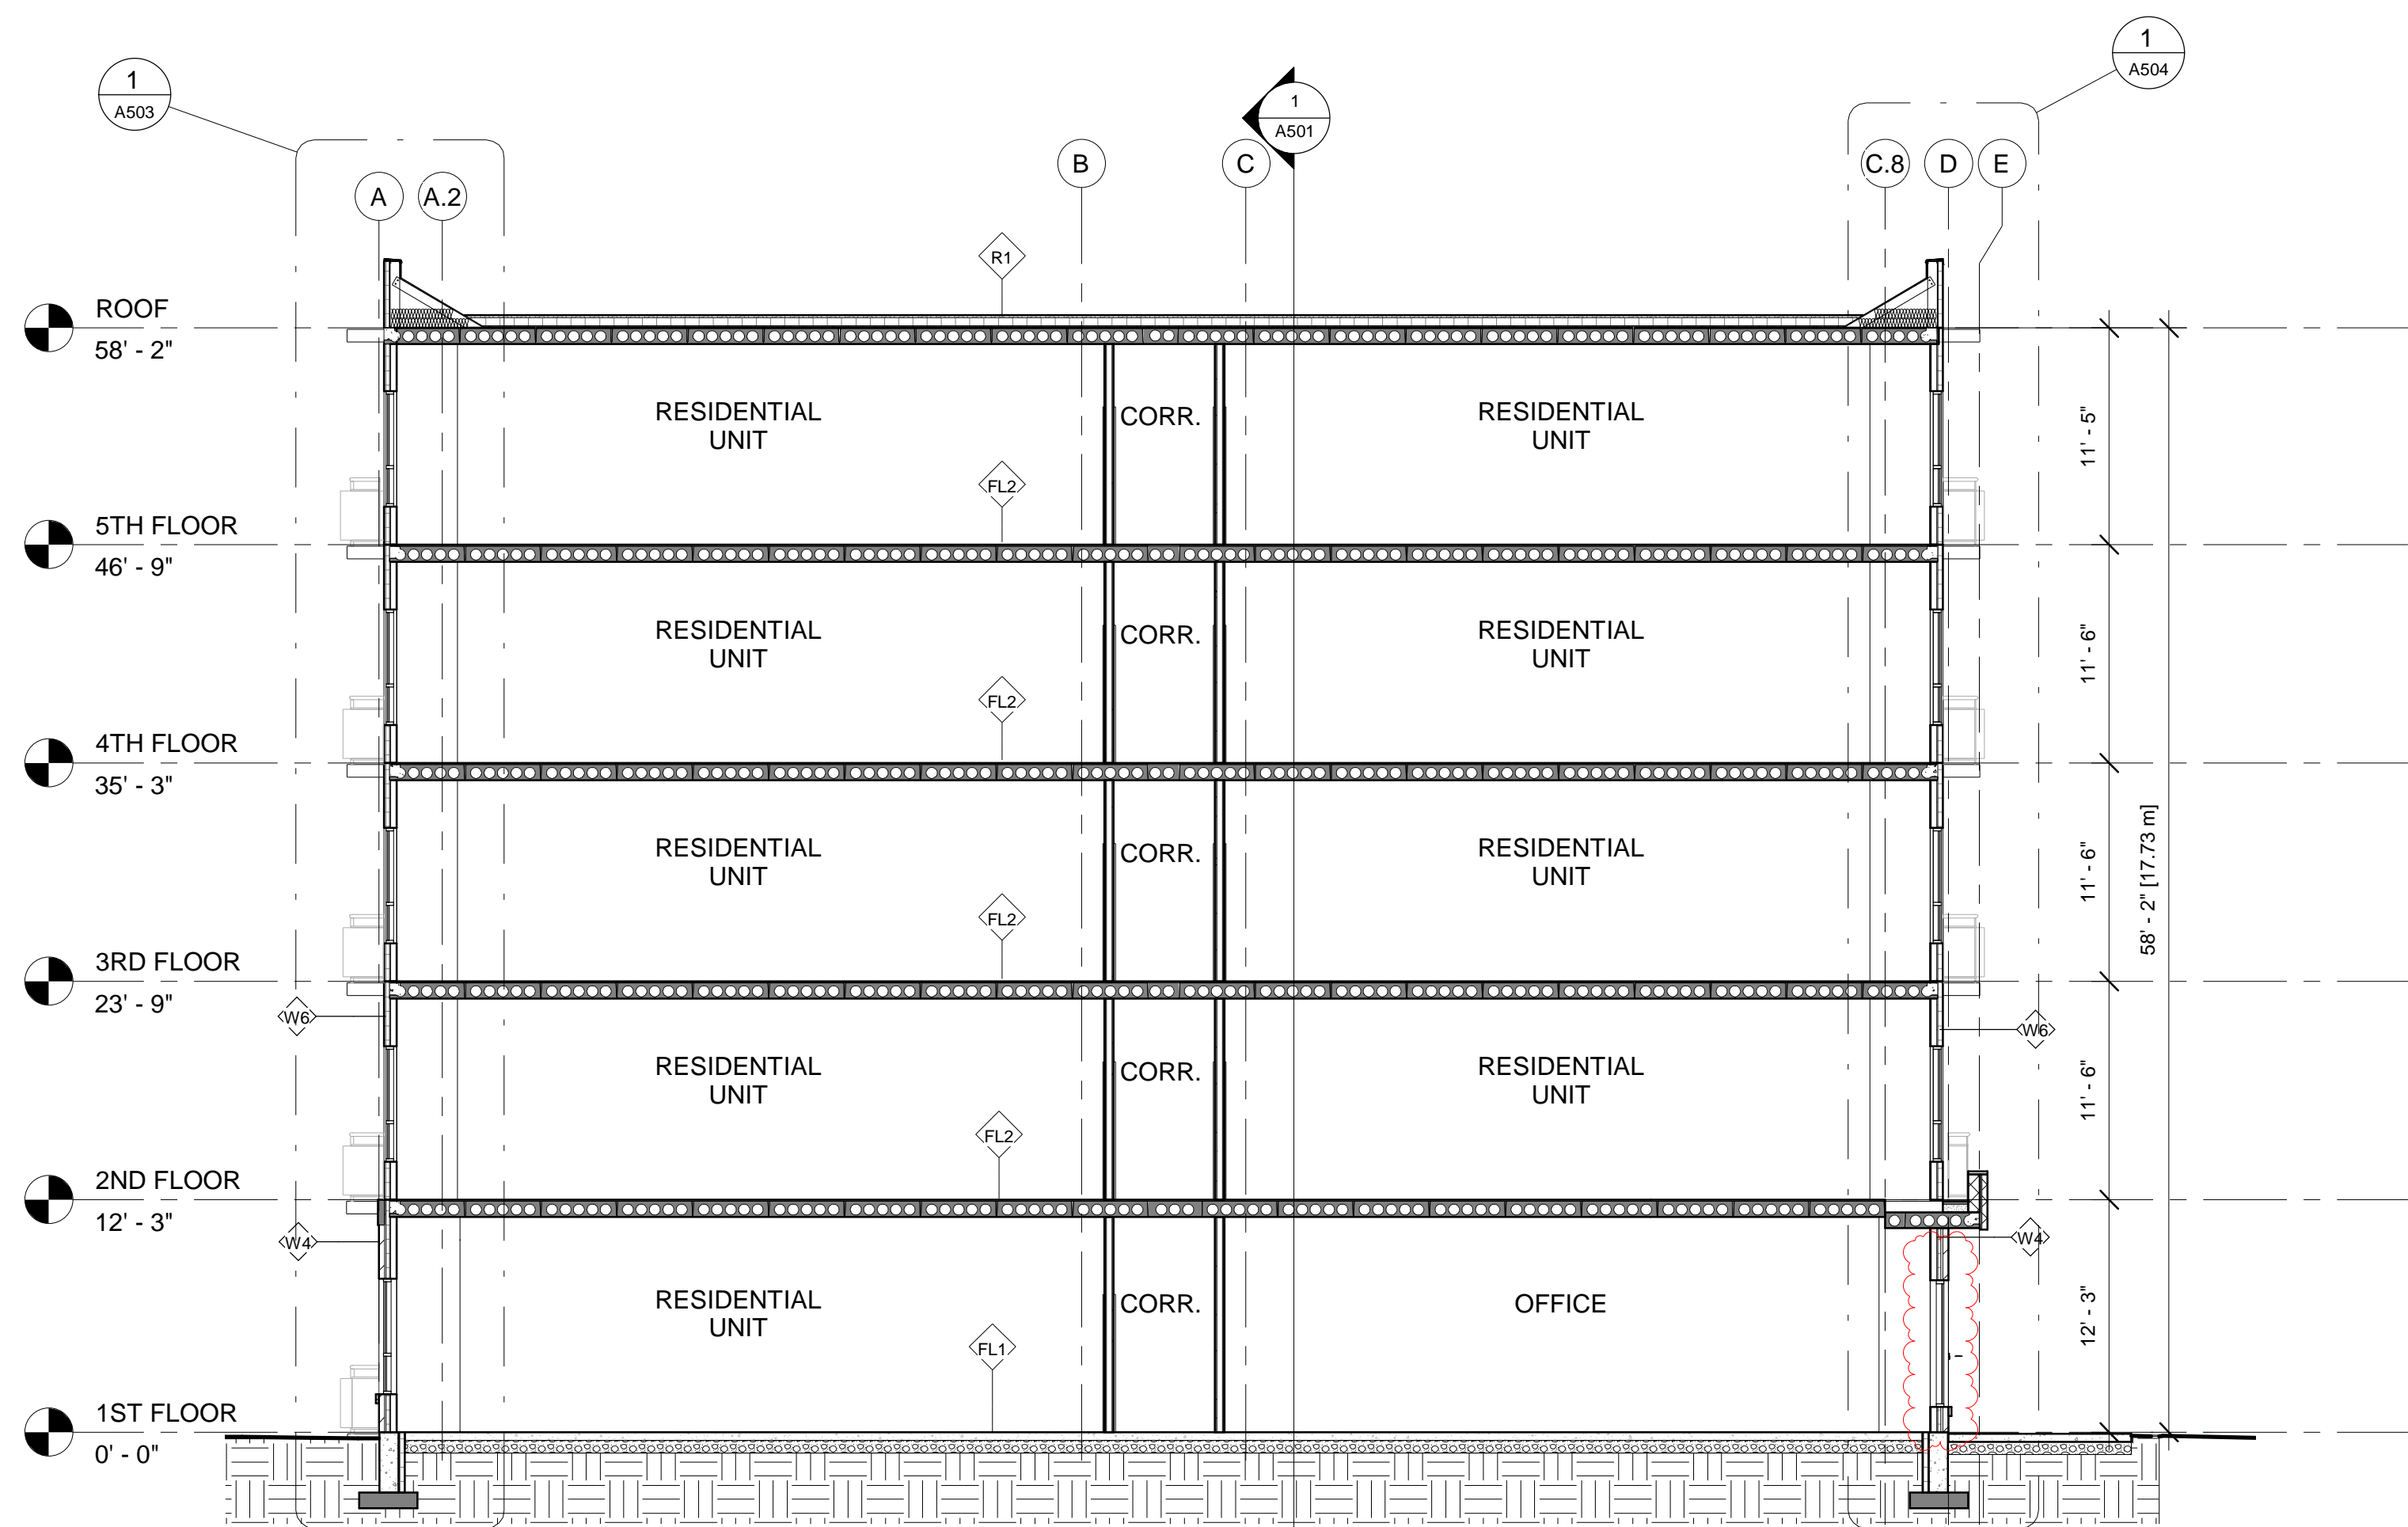 1
A503
1
A501
1
A504
A
A.2
B
C
C.8
D
E
R1
ROOF
58' - 2"
RESIDENTIAL
UNIT
CORR.
RESIDENTIAL
UNIT
11' - 5"
FL2
5TH FLOOR
46' - 9"
RESIDENTIAL
UNIT
CORR.
RESIDENTIAL
UNIT
11' - 6"
FL2
4TH FLOOR
35' - 3"
RESIDENTIAL
UNIT
CORR.
RESIDENTIAL
UNIT
11' - 6"
58' - 2" [17.73 m]
FL2
3RD FLOOR
23' - 9"
W6
W6
RESIDENTIAL
UNIT
CORR.
RESIDENTIAL
UNIT
11' - 6"
FL2
2ND FLOOR
12' - 3"
W4
W4
RESIDENTIAL
UNIT
CORR.
OFFICE
12' - 3"
FL1
1ST FLOOR
0' - 0"